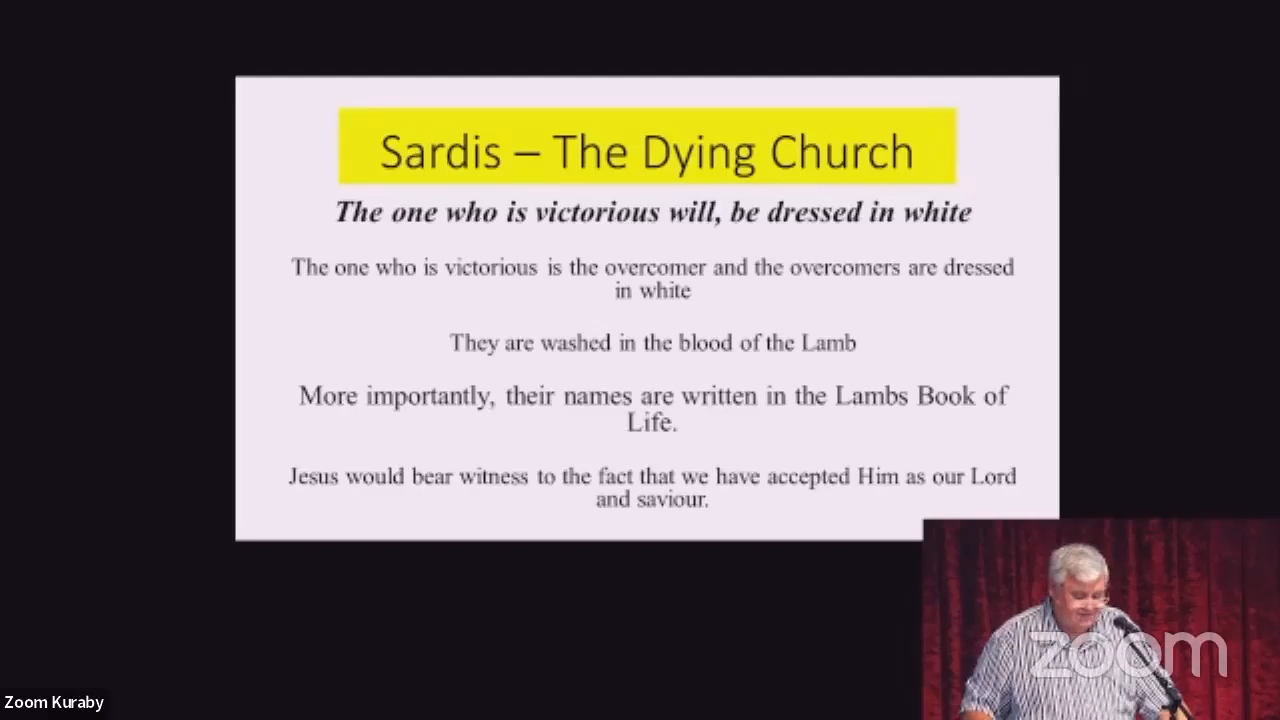 Sardis – The Dying Church
The one who is victorious will, be dressed in white
The one who is victorious is the overcomer and the overcomers are dressed
in white
They are washed in the blood of the Lamb
More importantly, their names are written in the Lambs Book of
Life.
Jesus would bear witness to the fact that we have accepted Him as our Lord
and saviour.
zoom
Zoom Kuraby